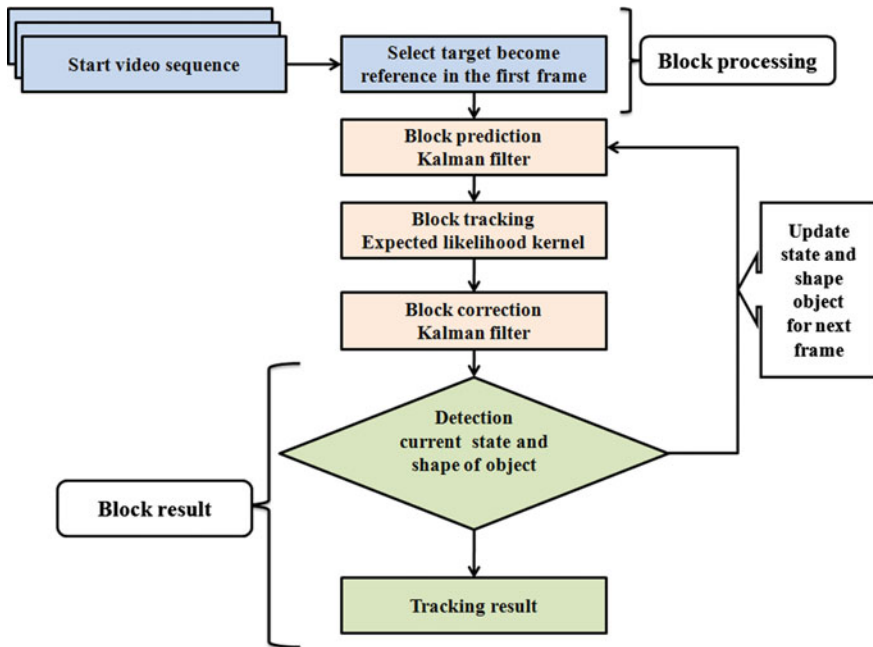 Start video sequence
Select target become
reference in the first frame
Block processing
Block prediction
Kalman filter
Block tracking
Expected likelihood kernel
Update
state and
shape
object
for next
frame
Block correction
Kalman filter
Detection
current state and
shape of object
Block result
Tracking result